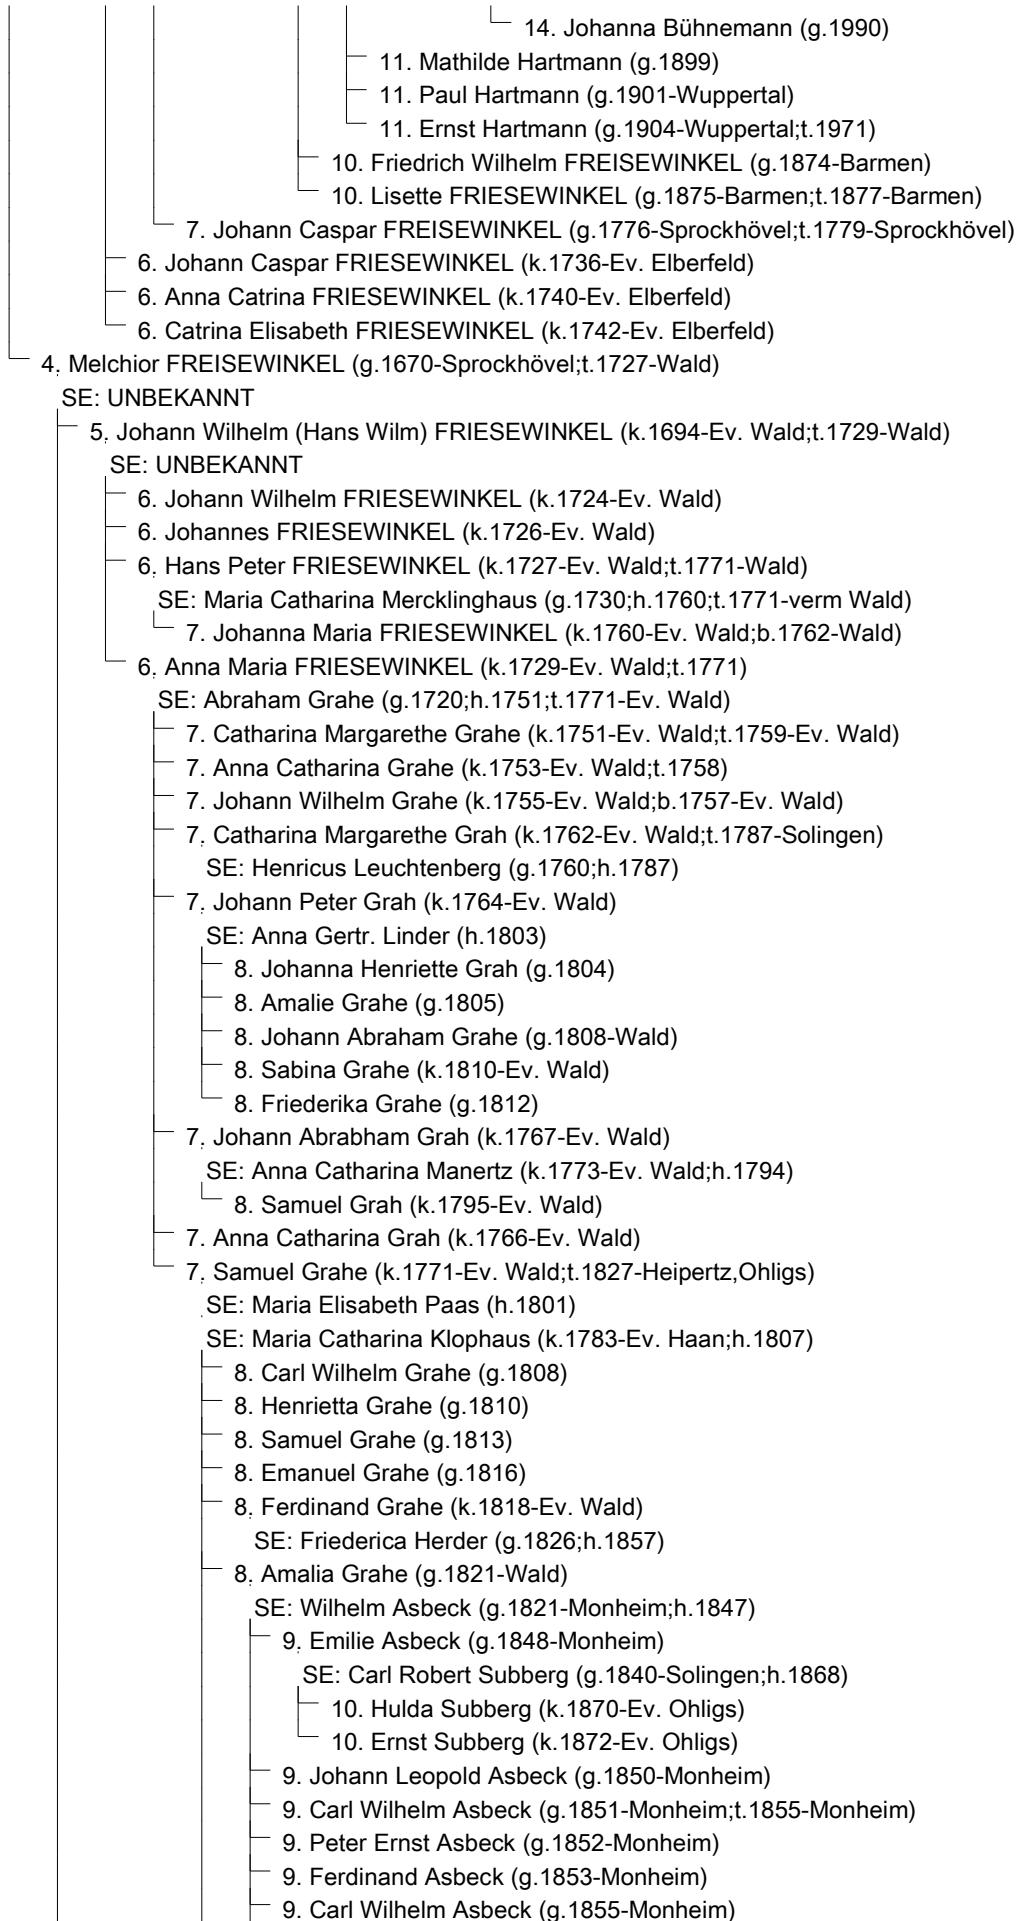 14. Johanna Bühnemann (g.1990)
11. Mathilde Hartmann (g.1899)
11. Paul Hartmann (g.1901-Wuppertal)
11. Ernst Hartmann (g.1904-Wuppertal;t.1971)
10. Friedrich Wilhelm FREISEWINKEL (g.1874-Barmen)
10. Lisette FRIESEWINKEL (g.1875-Barmen;t.1877-Barmen)
7. Johann Caspar FREISEWINKEL (g.1776-Sprockhövel;t.1779-Sprockhövel)
6. Johann Caspar FRIESEWINKEL (k.1736-Ev. Elberfeld)
6. Anna Catrina FRIESEWINKEL (k.1740-Ev. Elberfeld)
6. Catrina Elisabeth FRIESEWINKEL (k.1742-Ev. Elberfeld)
4. Melchior FREISEWINKEL (g.1670-Sprockhövel;t.1727-Wald)
SE: UNBEKANNT
5. Johann Wilhelm (Hans Wilm) FRIESEWINKEL (k.1694-Ev. Wald;t.1729-Wald)
SE: UNBEKANNT
6. Johann Wilhelm FRIESEWINKEL (k.1724-Ev. Wald)
6. Johannes FRIESEWINKEL (k.1726-Ev. Wald)
6. Hans Peter FRIESEWINKEL (k.1727-Ev. Wald;t.1771-Wald)
SE: Maria Catharina Mercklinghaus (g.1730;h.1760;t.1771-verm Wald)
7. Johanna Maria FRIESEWINKEL (k.1760-Ev. Wald;b.1762-Wald)
6. Anna Maria FRIESEWINKEL (k.1729-Ev. Wald;t.1771)
SE: Abraham Grahe (g.1720;h.1751;t.1771-Ev. Wald)
7. Catharina Margarethe Grahe (k.1751-Ev. Wald;t.1759-Ev. Wald)
7. Anna Catharina Grahe (k.1753-Ev. Wald;t.1758)
7. Johann Wilhelm Grahe (k.1755-Ev. Wald;b.1757-Ev. Wald)
7. Catharina Margarethe Grah (k.1762-Ev. Wald;t.1787-Solingen)
SE: Henricus Leuchtenberg (g.1760;h.1787)
7. Johann Peter Grah (k.1764-Ev. Wald)
SE: Anna Gertr. Linder (h.1803)
8. Johanna Henriette Grah (g.1804)
8. Amalie Grahe (g.1805)
8. Johann Abraham Grahe (g.1808-Wald)
8. Sabina Grahe (k.1810-Ev. Wald)
8. Friederika Grahe (g.1812)
7. Johann Abrabham Grah (k.1767-Ev. Wald)
SE: Anna Catharina Manertz (k.1773-Ev. Wald;h.1794)
8. Samuel Grah (k.1795-Ev. Wald)
7. Anna Catharina Grah (k.1766-Ev. Wald)
7. Samuel Grahe (k.1771-Ev. Wald;t.1827-Heipertz,Ohligs)
SE: Maria Elisabeth Paas (h.1801)
SE: Maria Catharina Klophaus (k.1783-Ev. Haan;h.1807)
8. Carl Wilhelm Grahe (g.1808)
8. Henrietta Grahe (g.1810)
8. Samuel Grahe (g.1813)
8. Emanuel Grahe (g.1816)
8. Ferdinand Grahe (k.1818-Ev. Wald)
SE: Friederica Herder (g.1826;h.1857)
8. Amalia Grahe (g.1821-Wald)
SE: Wilhelm Asbeck (g.1821-Monheim;h.1847)
9. Emilie Asbeck (g.1848-Monheim)
SE: Carl Robert Subberg (g.1840-Solingen;h.1868)
10. Hulda Subberg (k.1870-Ev. Ohligs)
10. Ernst Subberg (k.1872-Ev. Ohligs)
9. Johann Leopold Asbeck (g.1850-Monheim)
9. Carl Wilhelm Asbeck (g.1851-Monheim;t.1855-Monheim)
9. Peter Ernst Asbeck (g.1852-Monheim)
9. Ferdinand Asbeck (g.1853-Monheim)
9. Carl Wilhelm Asbeck (g.1855-Monheim)